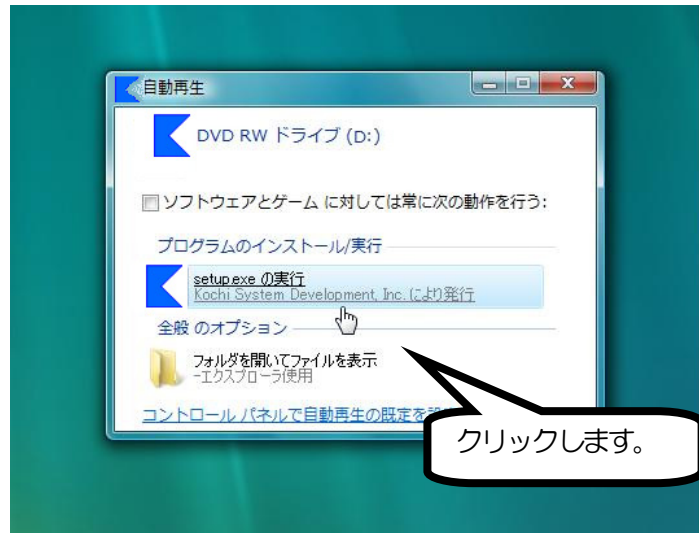 自動再生
DVD RW ドライブ (D:)
ソフトウェアとゲーム に対しては常に次の動作を行う:
プログラムのインストール/実行
setup.exe の実行
Kochi System Development, Inc. により発行
全般 のオプション
フォルダを開いてファイルを表示
-エクスプローラ使用
コントロール パネルで自動再生の既定を
クリックします。